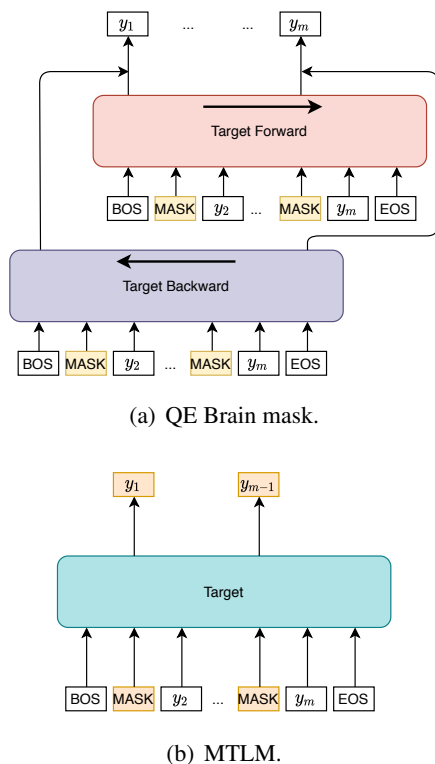 y₁ ... ... yₘ
Target Forward
BOS MASK y₂ ... MASK yₘ EOS
Target Backward
BOS MASK y₂ ... MASK yₘ EOS
(a) QE Brain mask.
y₁ yₘ₋₁
Target
BOS MASK y₂ ... MASK yₘ EOS
(b) MTLM.